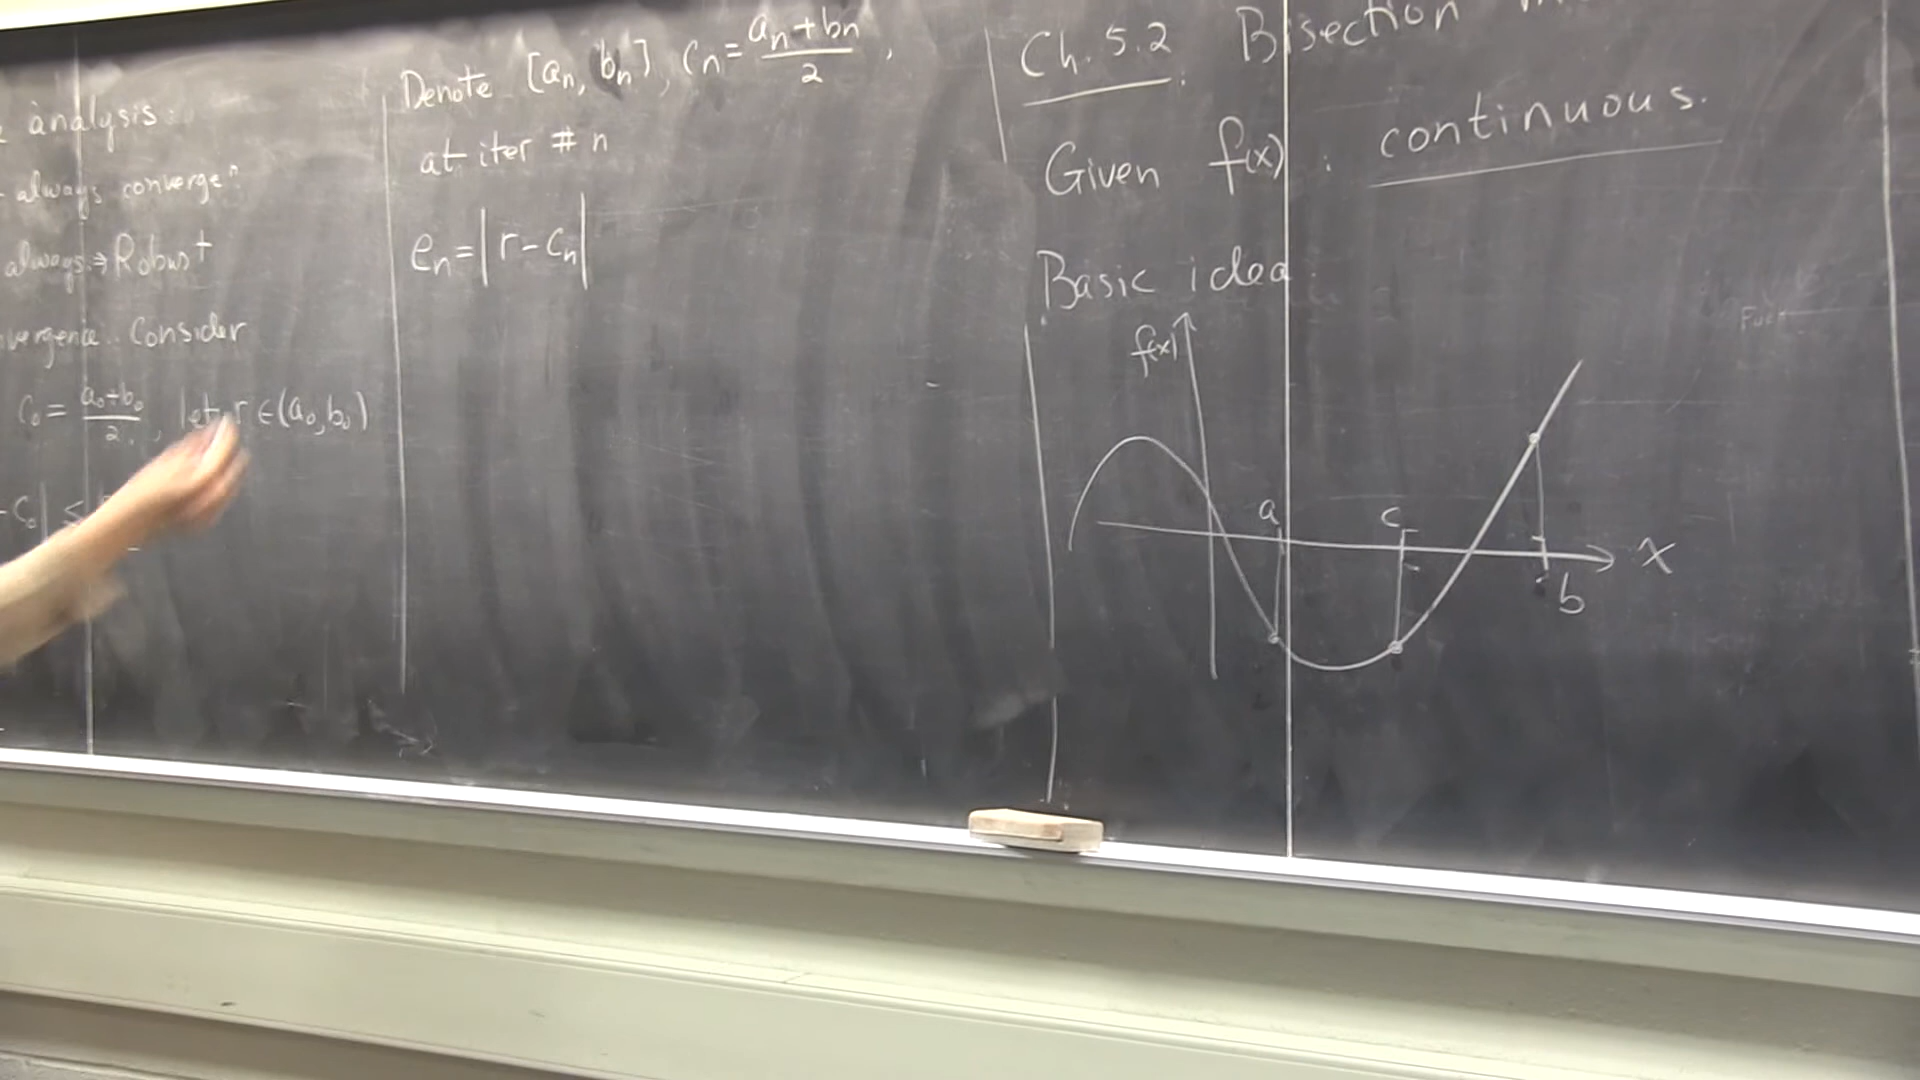 analysis:
always converge?
always ⇒ Robust
Consider
C₀ = (a₀+b₀)/2, let r ∈ (a₀, b₀)
C₀| ≤
Denote [aₙ, bₙ], Cₙ = (aₙ+bₙ)/2,
at iter # n
eₙ = |r - cₙ|
Ch. 5.2 Bisection
Given f(x): continuous.
Basic idea
f(x)
a
c
x
b